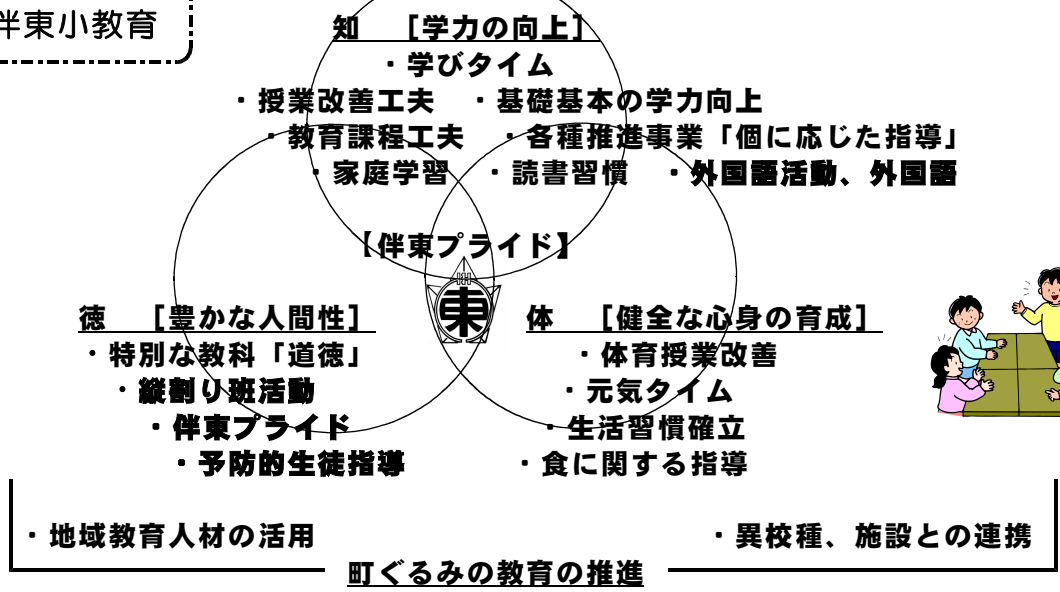 伴東小教育
知 ［学力の向上］
・学びタイム
・授業改善工夫 ・基礎基本の学力向上
・教育課程工夫 ・各種推進事業「個に応じた指導」
・家庭学習 ・読書習慣 ・外国語活動、外国語
【伴東プライド】
東
徳 ［豊かな人間性］ 体 ［健全な心身の育成］
・特別な教科「道徳」 ・体育授業改善
・縦割り班活動 ・元気タイム
・伴東プライド ・生活習慣確立
・予防的生徒指導 ・食に関する指導
・地域教育人材の活用 ・異校種、施設との連携
町ぐるみの教育の推進